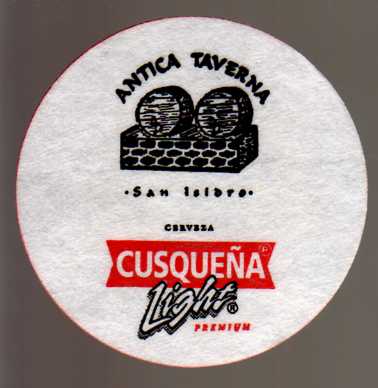 ANTICA TAVERNA
·San Isidro·
CERVEZA
CUSQUEÑA®
Light®
PREMIUM